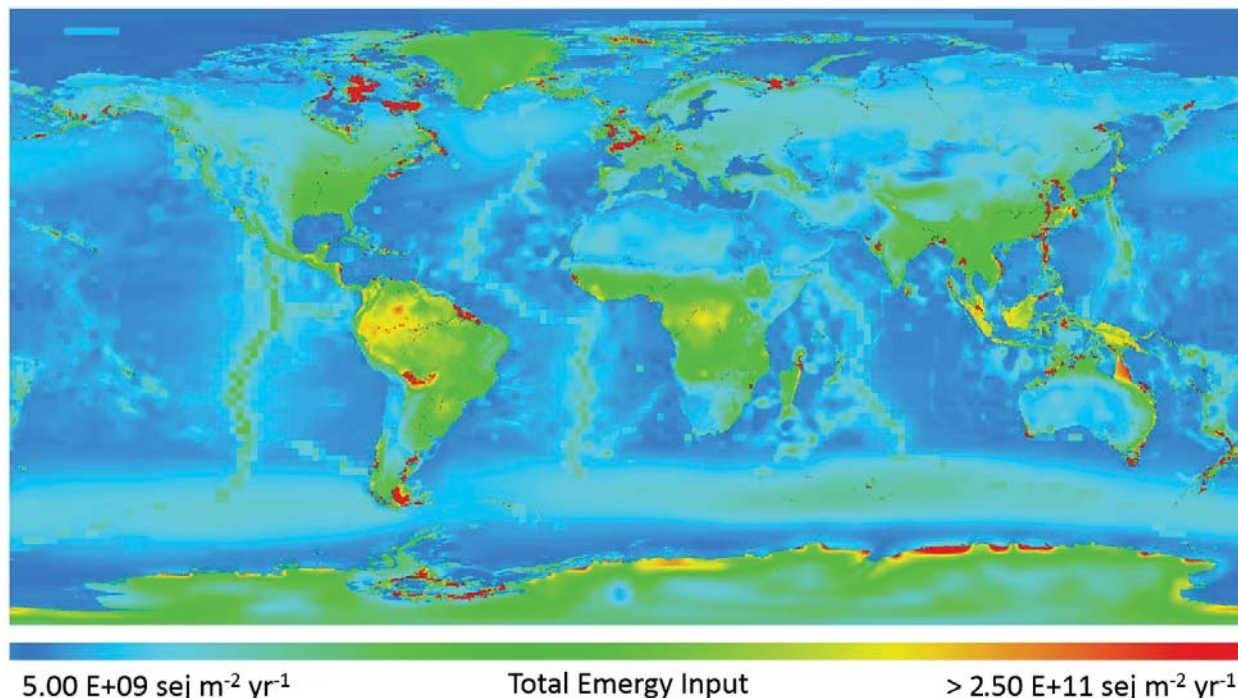 5.00 E+09 sej m⁻² yr⁻¹ Total Emergy Input > 2.50 E+11 sej m⁻² yr⁻¹